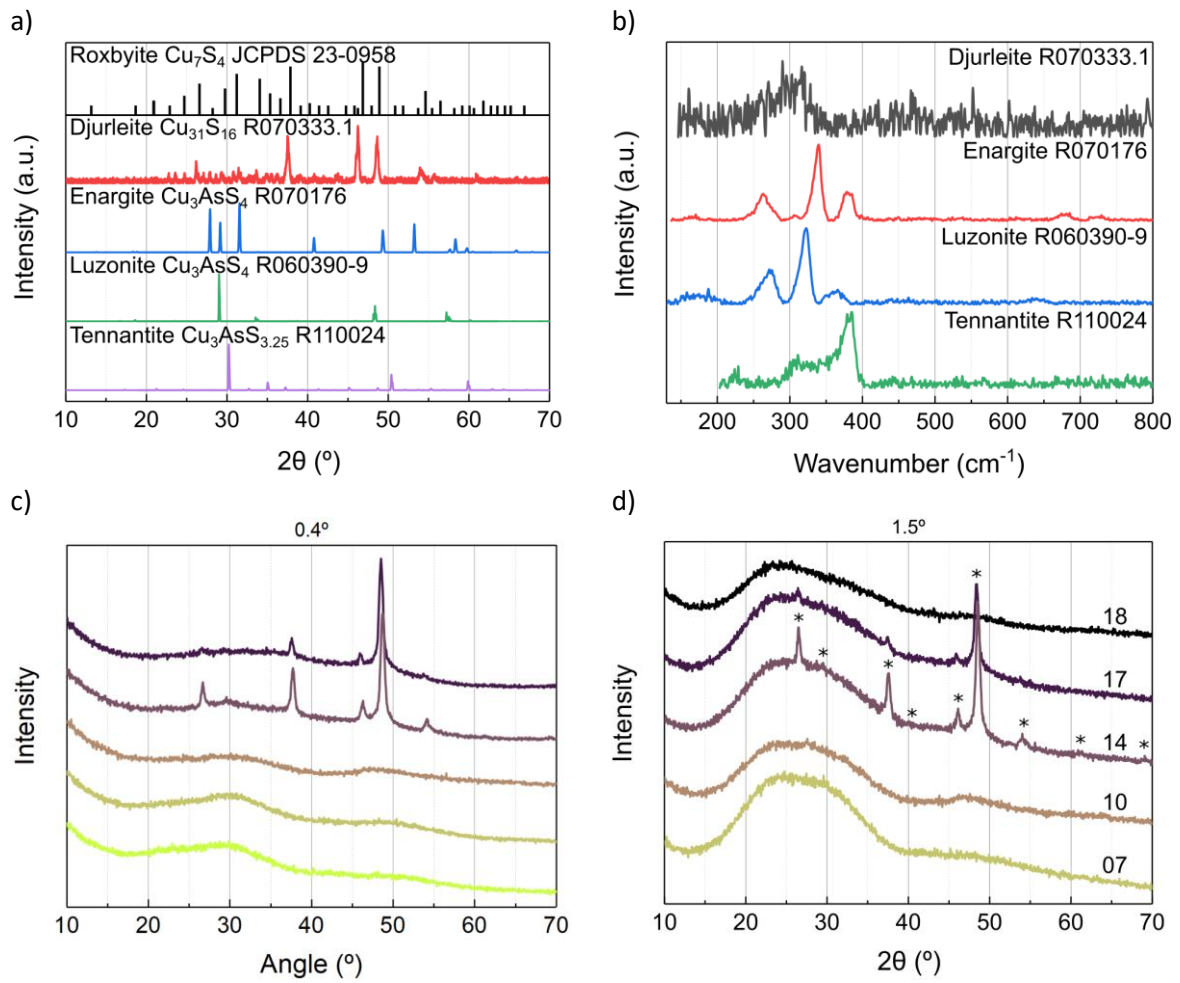 a)
Roxbyite Cu₇S₄ JCPDS 23-0958
Djurleite Cu₃₁S₁₆ R070333.1
Enargite Cu₃AsS₄ R070176
Luzonite Cu₃AsS₄ R060390-9
Tennantite Cu₃AsS₃.₂₅ R110024
Intensity (a.u.)
10 20 30 40 50 60 70
2θ (º)
b)
Djurleite R070333.1
Enargite R070176
Luzonite R060390-9
Tennantite R110024
Intensity (a.u.)
200 300 400 500 600 700 800
Wavenumber (cm⁻¹)
c)
0.4º
Intensity
10 20 30 40 50 60 70
Angle (º)
d)
1.5º
* * * * * * * * *
18
17
14
10
07
Intensity
10 20 30 40 50 60 70
2θ (º)